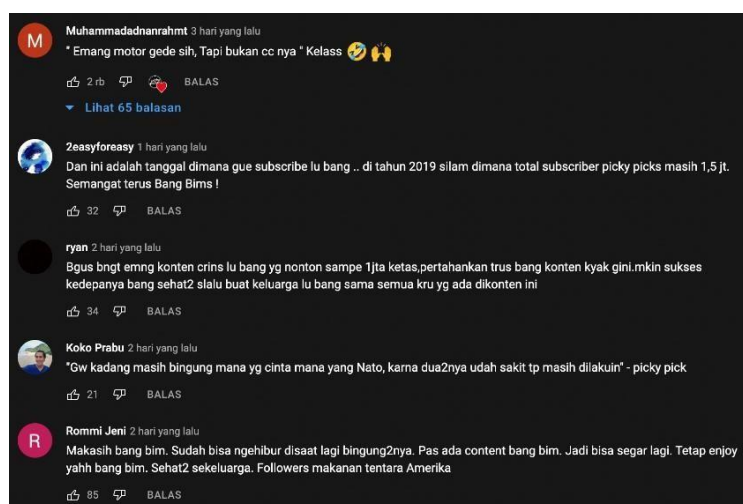 M
Muhammadadnanrahmt 3 hari yang lalu
" Emang motor gede sih, Tapi bukan cc nya " Kelass 🤣🙌
2 rb BALAS
Lihat 65 balasan
2easyforeasy 1 hari yang lalu
Dan ini adalah tanggal dimana gue subscribe lu bang .. di tahun 2019 silam dimana total subscriber picky picks masih 1,5 jt.
Semangat terus Bang Bims !
32 BALAS
ryan 2 hari yang lalu
Bgus bngt emng konten crins lu bang yg nonton sampe 1jta ketas,pertahankan trus bang konten kyak gini.mkin sukses
kedepanya bang sehat2 slalu buat keluarga lu bang sama semua kru yg ada dikonten ini
34 BALAS
Koko Prabu 2 hari yang lalu
"Gw kadang masih bingung mana yg cinta mana yang Nato, karna dua2nya udah sakit tp masih dilakuin" - picky pick
21 BALAS
R
Rommi Jeni 2 hari yang lalu
Makasih bang bim. Sudah bisa ngehibur disaat lagi bingung2nya. Pas ada content bang bim. Jadi bisa segar lagi. Tetap enjoy
yahh bang bim. Sehat2 sekeluarga. Followers makanan tentara Amerika
85 BALAS